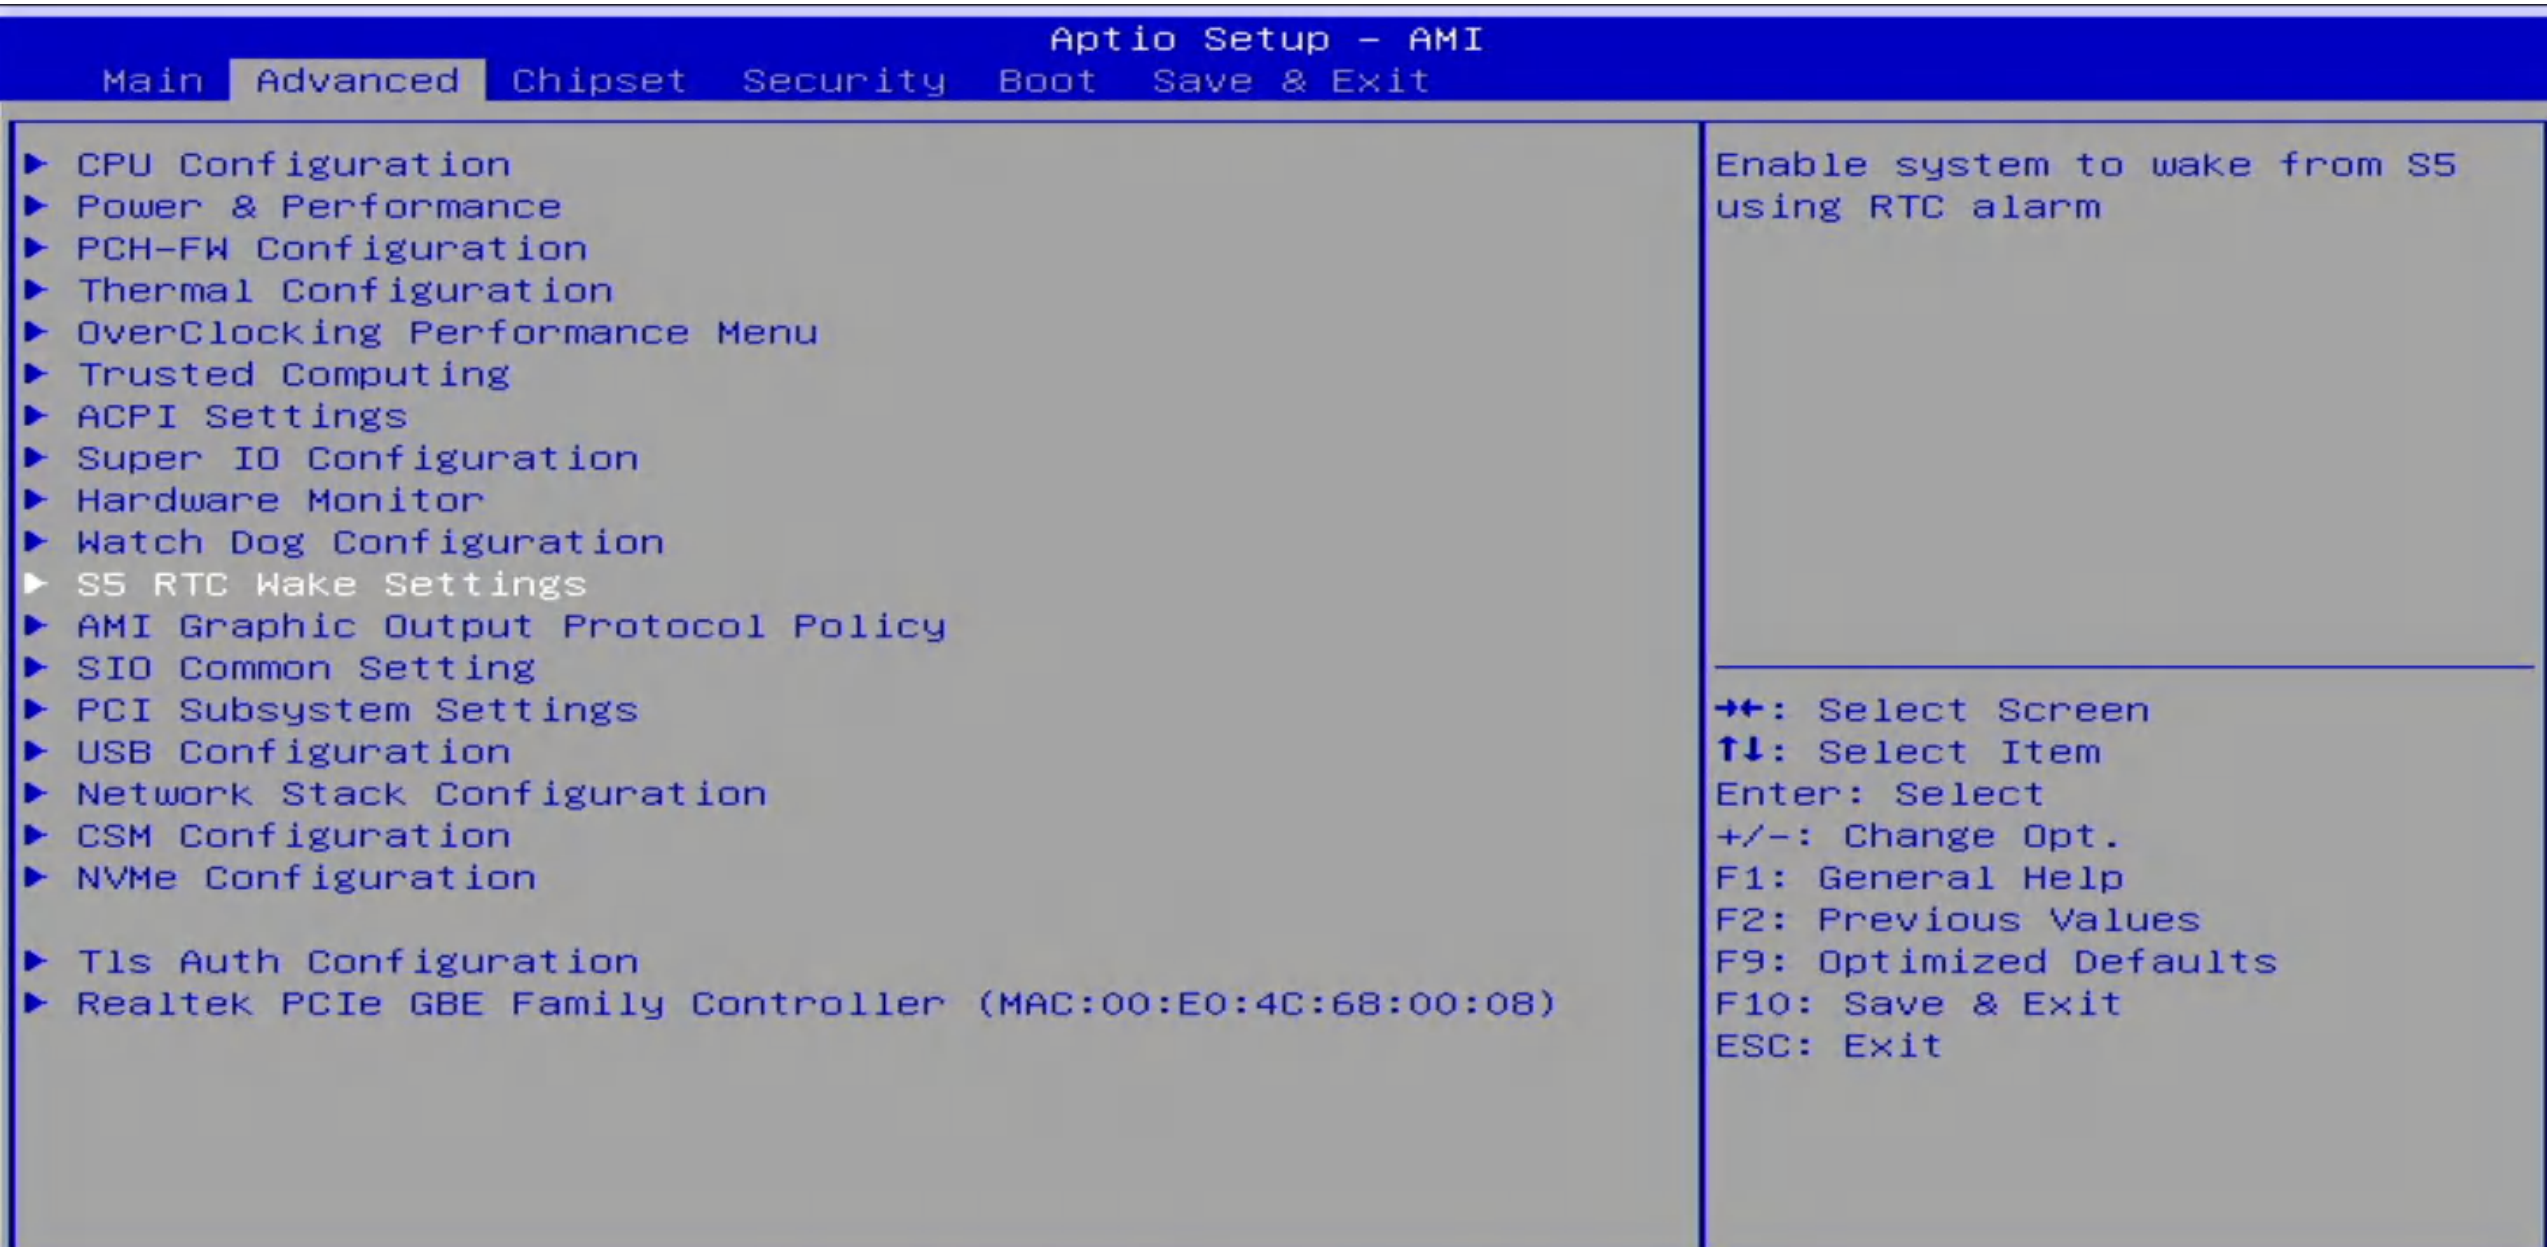 Aptio Setup – AMI
Main Advanced Chipset Security Boot Save & Exit
CPU Configuration
Power & Performance
PCH-FW Configuration
Thermal Configuration
OverClocking Performance Menu
Trusted Computing
ACPI Settings
Super IO Configuration
Hardware Monitor
Watch Dog Configuration
S5 RTC Wake Settings
AMI Graphic Output Protocol Policy
SIO Common Setting
PCI Subsystem Settings
USB Configuration
Network Stack Configuration
CSM Configuration
NVMe Configuration
Tls Auth Configuration
Realtek PCIe GBE Family Controller (MAC:00:E0:4C:68:00:08)
Enable system to wake from S5
using RTC alarm
→←: Select Screen
↑↓: Select Item
Enter: Select
+/-: Change Opt.
F1: General Help
F2: Previous Values
F9: Optimized Defaults
F10: Save & Exit
ESC: Exit